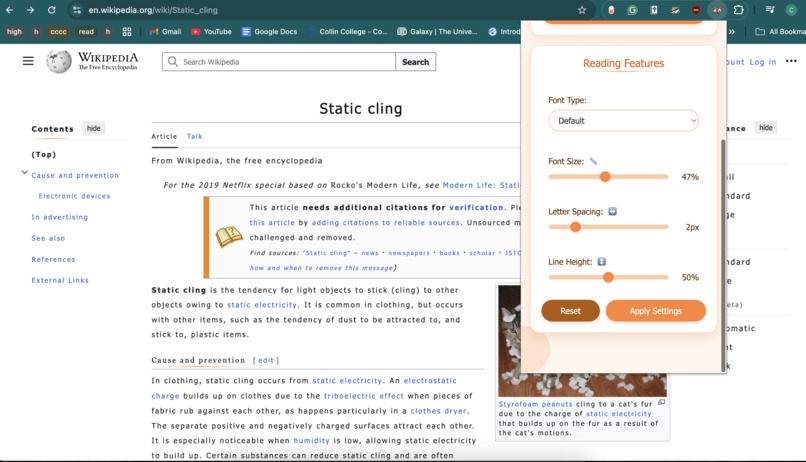 en.wikipedia.org/wiki/Static_cling
C
high h cccc read h Gmail YouTube Google Docs Collin College – Co... Galaxy | The Unive... Introd » All Bookma
WIKIPEDIA
The Free Encyclopedia
Search Wikipedia Search
ount Log in
Reading Features
Font Type:
Default
Font Size: 47%
Letter Spacing: 2px
Line Height: 50%
Reset Apply Settings
Contents hide
(Top)
Cause and prevention
Electronic devices
In advertising
See also
References
External Links
Static cling
Article Talk
From Wikipedia, the free encyclopedia
For the 2019 Netflix special based on Rocko's Modern Life, see Modern Life: Stati
This article needs additional citations for verification. Ple
this article by adding citations to reliable sources. Unsourced m
challenged and removed.
Find sources: "Static cling" – news · newspapers · books · scholar · JSTO
how and when to remove this message)
Static cling is the tendency for light objects to stick (cling) to other
objects owing to static electricity. It is common in clothing, but occurs
with other items, such as the tendency of dust to be attracted to, and
stick to, plastic items.
Cause and prevention [ edit ]
In clothing, static cling occurs from static electricity. An electrostatic
charge builds up on clothes due to the triboelectric effect when pieces of
fabric rub against each other, as happens particularly in a clothes dryer.
The separate positive and negatively charged surfaces attract each other.
It is especially noticeable when humidity is low, allowing static electricity
to build up. Certain substances can reduce static cling and are often
Styrofoam peanuts cling to a cat's fur
due to the charge of static electricity
that builds up on the fur as a result of
the cat's motions.
ance hide
all
ndard
ge
ndard
e
eta)
omatic
ht
k